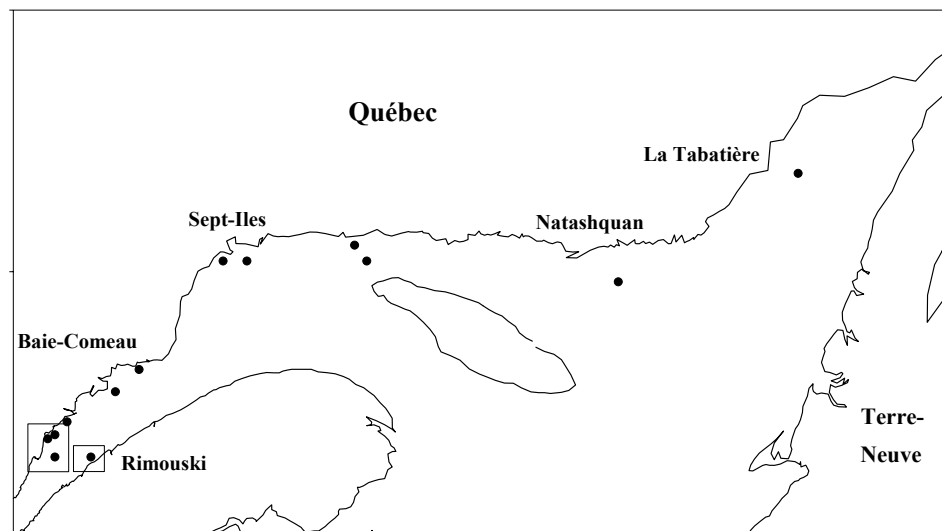 Québec
La Tabatière
Sept-Iles
Natashquan
Baie-Comeau
Terre-
Neuve
Rimouski